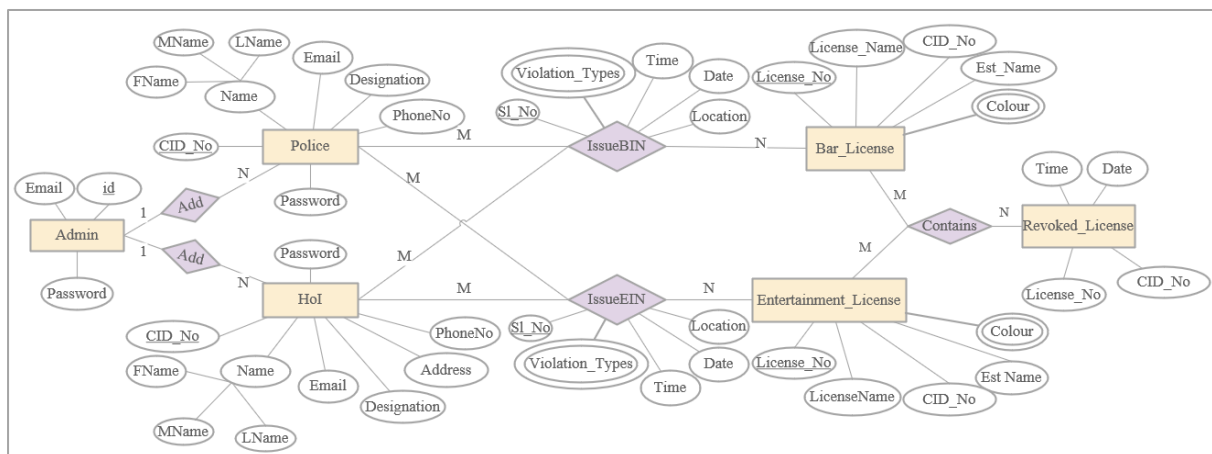 MName
LName
Email
FName
Name
Designation
PhoneNo
CID_No
Police
Password
M
M
Violation_Types
Time
Date
Sl_No
Location
IssueBIN
N
License_Name
CID_No
License_No
Est_Name
Colour
Bar_License
Email
id
Admin
Password
1
Add
N
1
Add
N
Password
HoI
M
M
CID_No
Name
FName
MName
LName
Email
Designation
Address
PhoneNo
IssueEIN
N
Sl_No
Violation_Types
Time
Date
Location
M
M
Contains
N
Time
Date
Revoked_License
License_No
CID_No
Entertainment_License
Colour
License_No
Est Name
LicenseName
CID_No